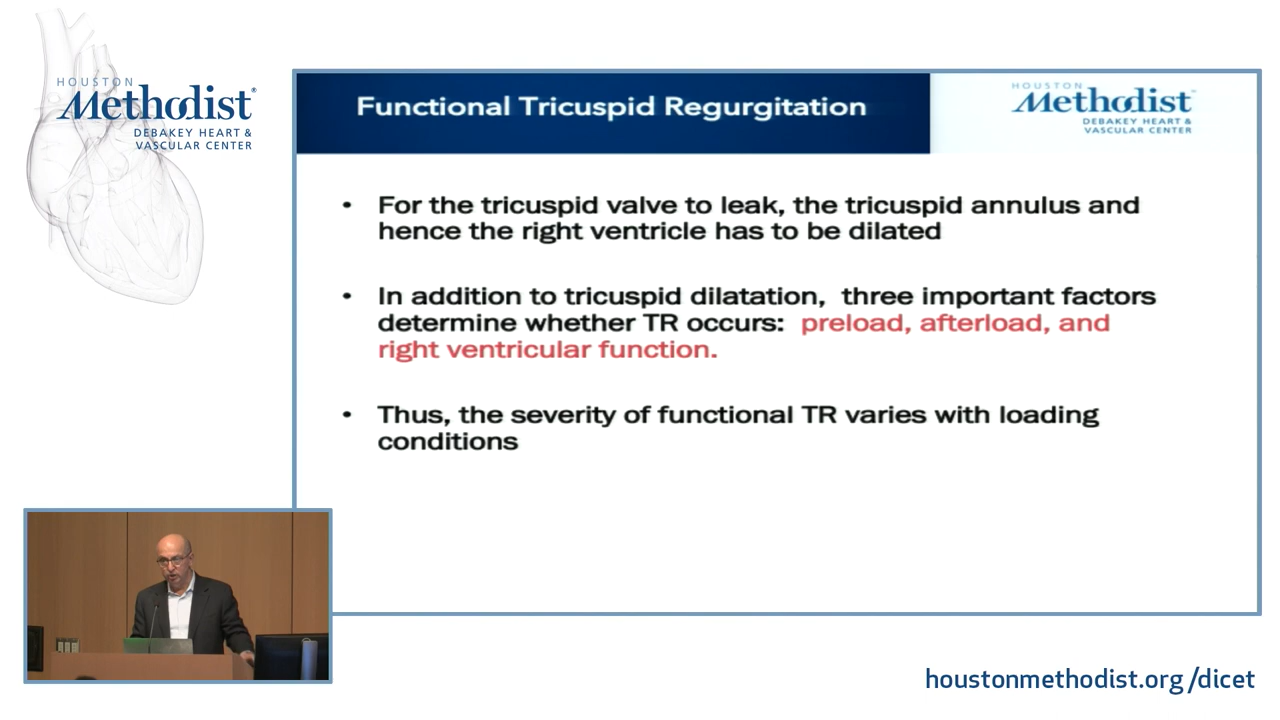 HOUSTON
Methodist®
DEBAKEY HEART &
VASCULAR CENTER
Functional Tricuspid Regurgitation
HOUSTON
Methodist
DEBAKEY HEART &
VASCULAR CENTER
• For the tricuspid valve to leak, the tricuspid annulus and
hence the right ventricle has to be dilated
• In addition to tricuspid dilatation, three important factors
determine whether TR occurs: preload, afterload, and
right ventricular function.
• Thus, the severity of functional TR varies with loading
conditions
houstonmethodist.org/dicet